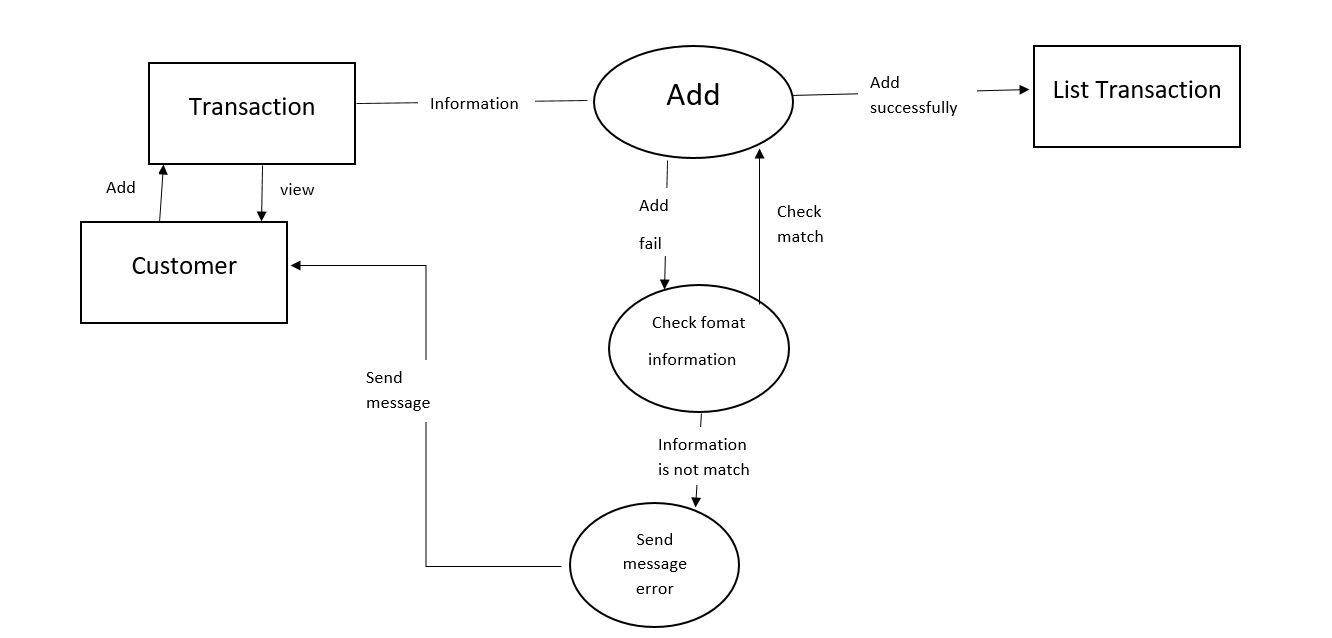 Transaction
Information
Add
Add
successfully
List Transaction
Add
view
Customer
Add
fail
Check
match
Check fomat
information
Send
message
Information
is not match
Send
message
error